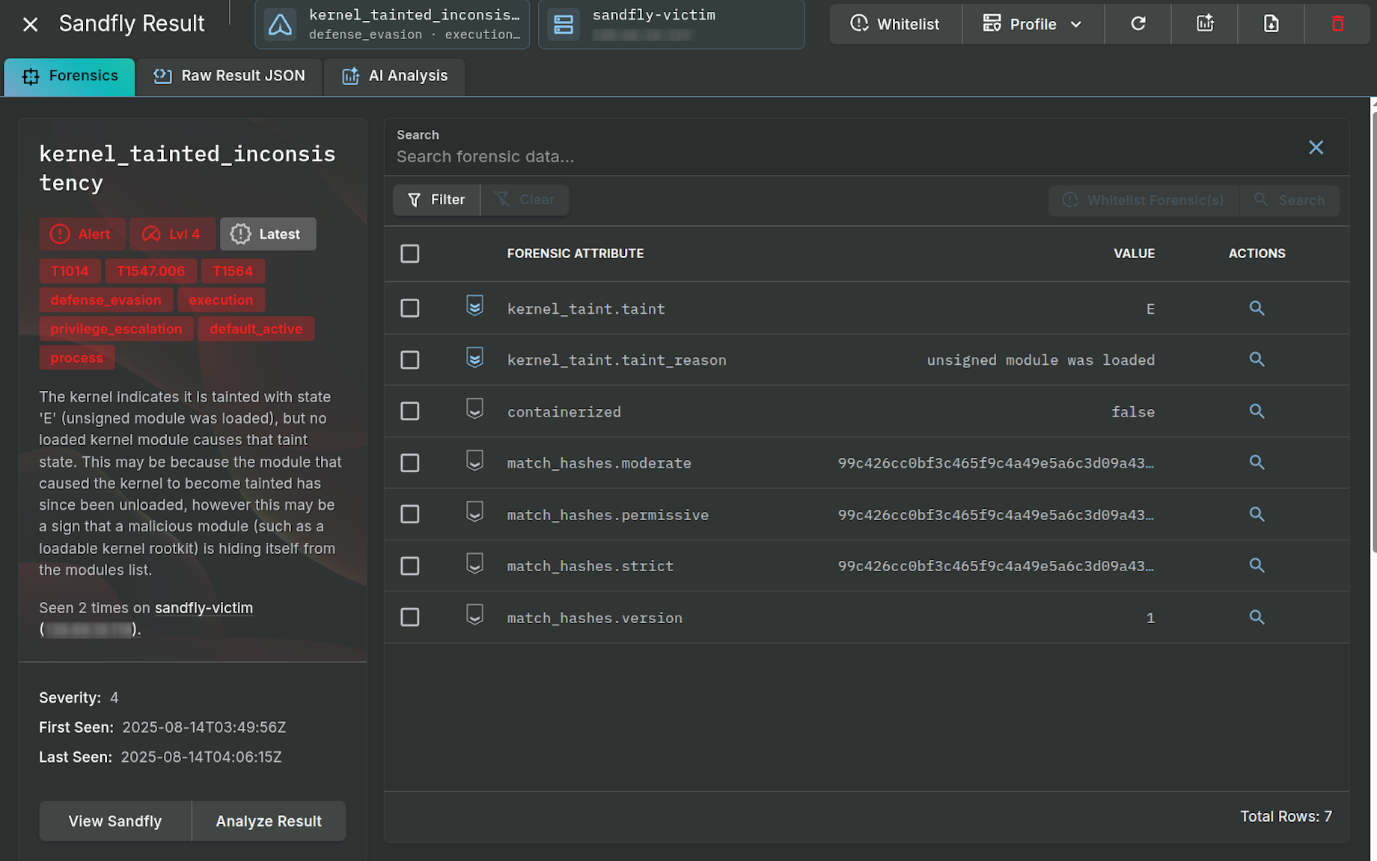 Sandfly Result
kernel_tainted_inconsis…
defense_evasion · execution…
sandfly-victim
Whitelist
Profile
Forensics
Raw Result JSON
AI Analysis
kernel_tainted_inconsis
tency
Alert
Lvl 4
Latest
T1014
T1547.006
T1564
defense_evasion
execution
privilege_escalation
default_active
process
The kernel indicates it is tainted with state
'E' (unsigned module was loaded), but no
loaded kernel module causes that taint
state. This may be because the module that
caused the kernel to become tainted has
since been unloaded, however this may be
a sign that a malicious module (such as a
loadable kernel rootkit) is hiding itself from
the modules list.
Seen 2 times on sandfly-victim
( ).
Severity: 4
First Seen: 2025-08-14T03:49:56Z
Last Seen: 2025-08-14T04:06:15Z
View Sandfly
Analyze Result
Search
Search forensic data...
Filter
Clear
Whitelist Forensic(s)
Search
FORENSIC ATTRIBUTE VALUE ACTIONS
kernel_taint.taint E
kernel_taint.taint_reason unsigned module was loaded
containerized false
match_hashes.moderate 99c426cc0bf3c465f9c4a49e5a6c3d09a43…
match_hashes.permissive 99c426cc0bf3c465f9c4a49e5a6c3d09a43…
match_hashes.strict 99c426cc0bf3c465f9c4a49e5a6c3d09a43…
match_hashes.version 1
Total Rows: 7